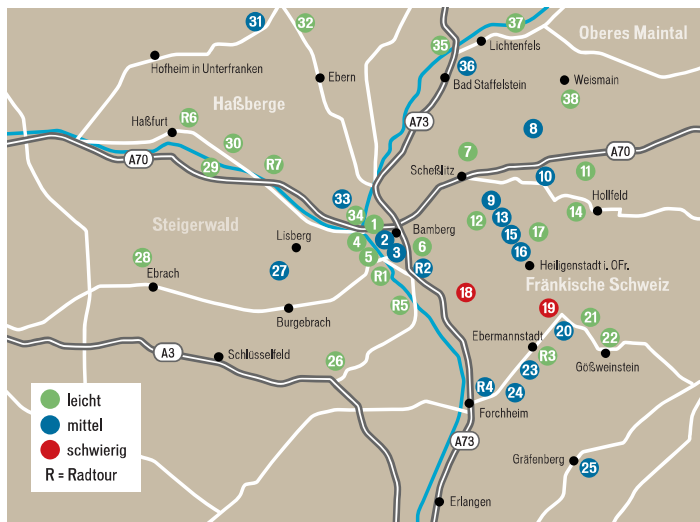 31
32
37
35
Oberes Maintal
Lichtenfels
Hofheim in Unterfranken
36
Ebern
Bad Staffelstein
Weismain
38
Haßberge
R6
Haßfurt
A73
8
30
7
A70
29
R7
A70
Scheßlitz
10
11
33
9
Hollfeld
34
13
14
Steigerwald
1
12
Lisberg
2
Bamberg
15
17
4
3
6
16
28
5
R2
Heiligenstadt i. OFr.
Ebrach
27
R1
18
Fränkische Schweiz
R5
19
21
Burgebrach
20
22
Ebermannstadt
A3
Schlüsselfeld
26
R3
Gößweinstein
23
R4
24
leicht
Forchheim
mittel
A73
schwierig
Gräfenberg
25
R = Radtour
Erlangen